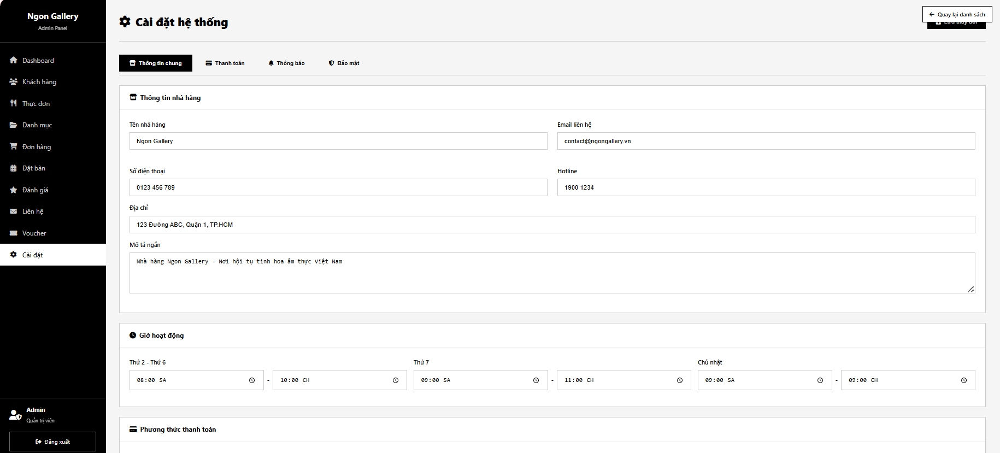 Ngon Gallery
Admin Panel
Dashboard
Khách hàng
Thực đơn
Danh mục
Đơn hàng
Đặt bàn
Đánh giá
Liên hệ
Voucher
Cài đặt
Admin
Quản trị viên
Đăng xuất
Cài đặt hệ thống
Quay lại danh sách
Thông tin chung
Thanh toán
Thông báo
Bảo mật
Thông tin nhà hàng
Tên nhà hàng
Ngon Gallery
Email liên hệ
contact@ngongallery.vn
Số điện thoại
0123 456 789
Hotline
1900 1234
Địa chỉ
123 Đường ABC, Quận 1, TP.HCM
Mô tả ngắn
Nhà hàng Ngon Gallery - Nơi hội tụ tinh hoa ẩm thực Việt Nam
Giờ hoạt động
Thứ 2 - Thứ 6
08:00 SA - 10:00 CH
Thứ 7
09:00 SA - 11:00 CH
Chủ nhật
09:00 SA - 09:00 CH
Phương thức thanh toán